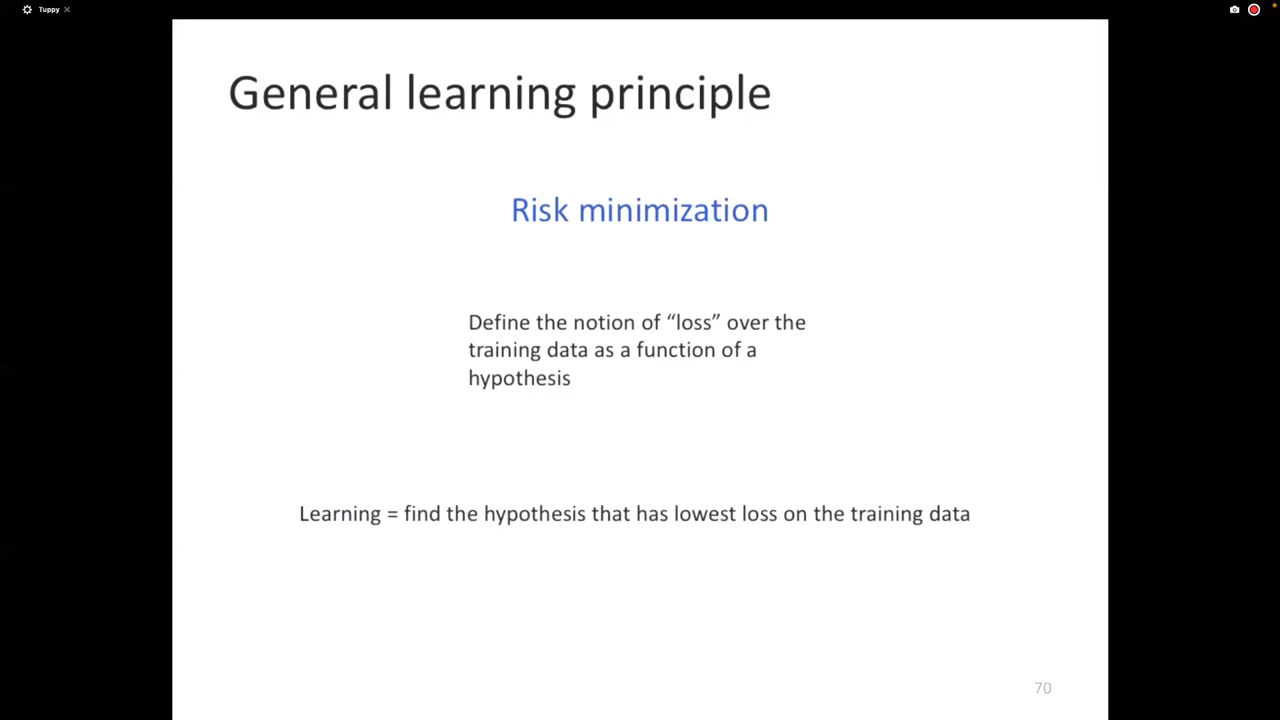 Tuppy
General learning principle
Risk minimization
Define the notion of “loss” over the
training data as a function of a
hypothesis
Learning = find the hypothesis that has lowest loss on the training data
70